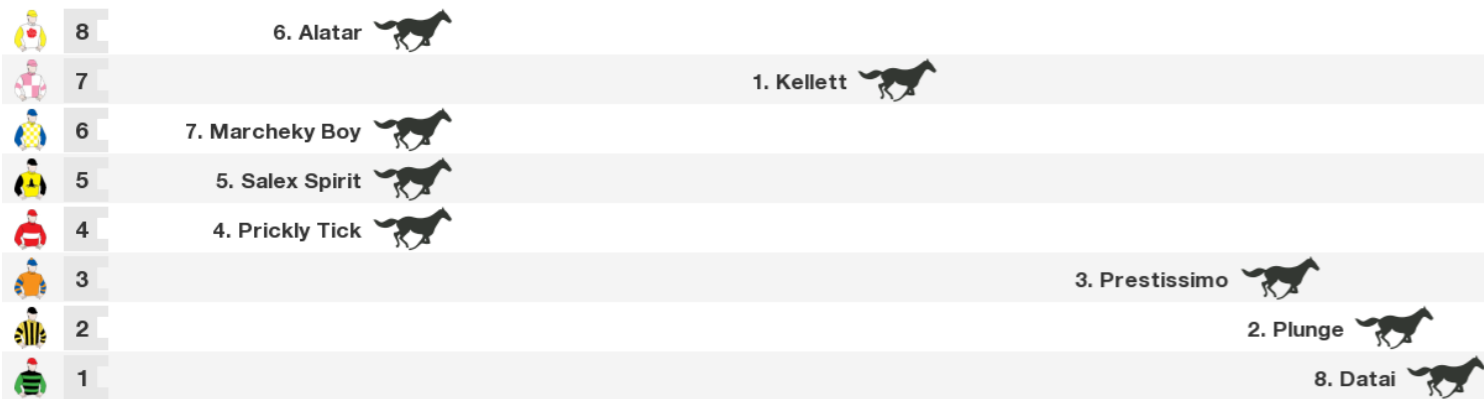 8 6. Alatar
7 1. Kellett
6 7. Marcheky Boy
5 5. Salex Spirit
4 4. Prickly Tick
3 3. Prestissimo
2 2. Plunge
1 8. Datai